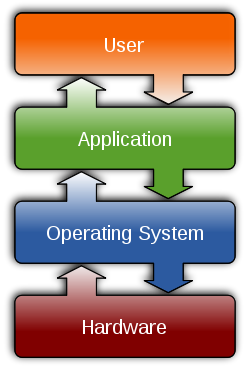 User
Application
Operating System
Hardware